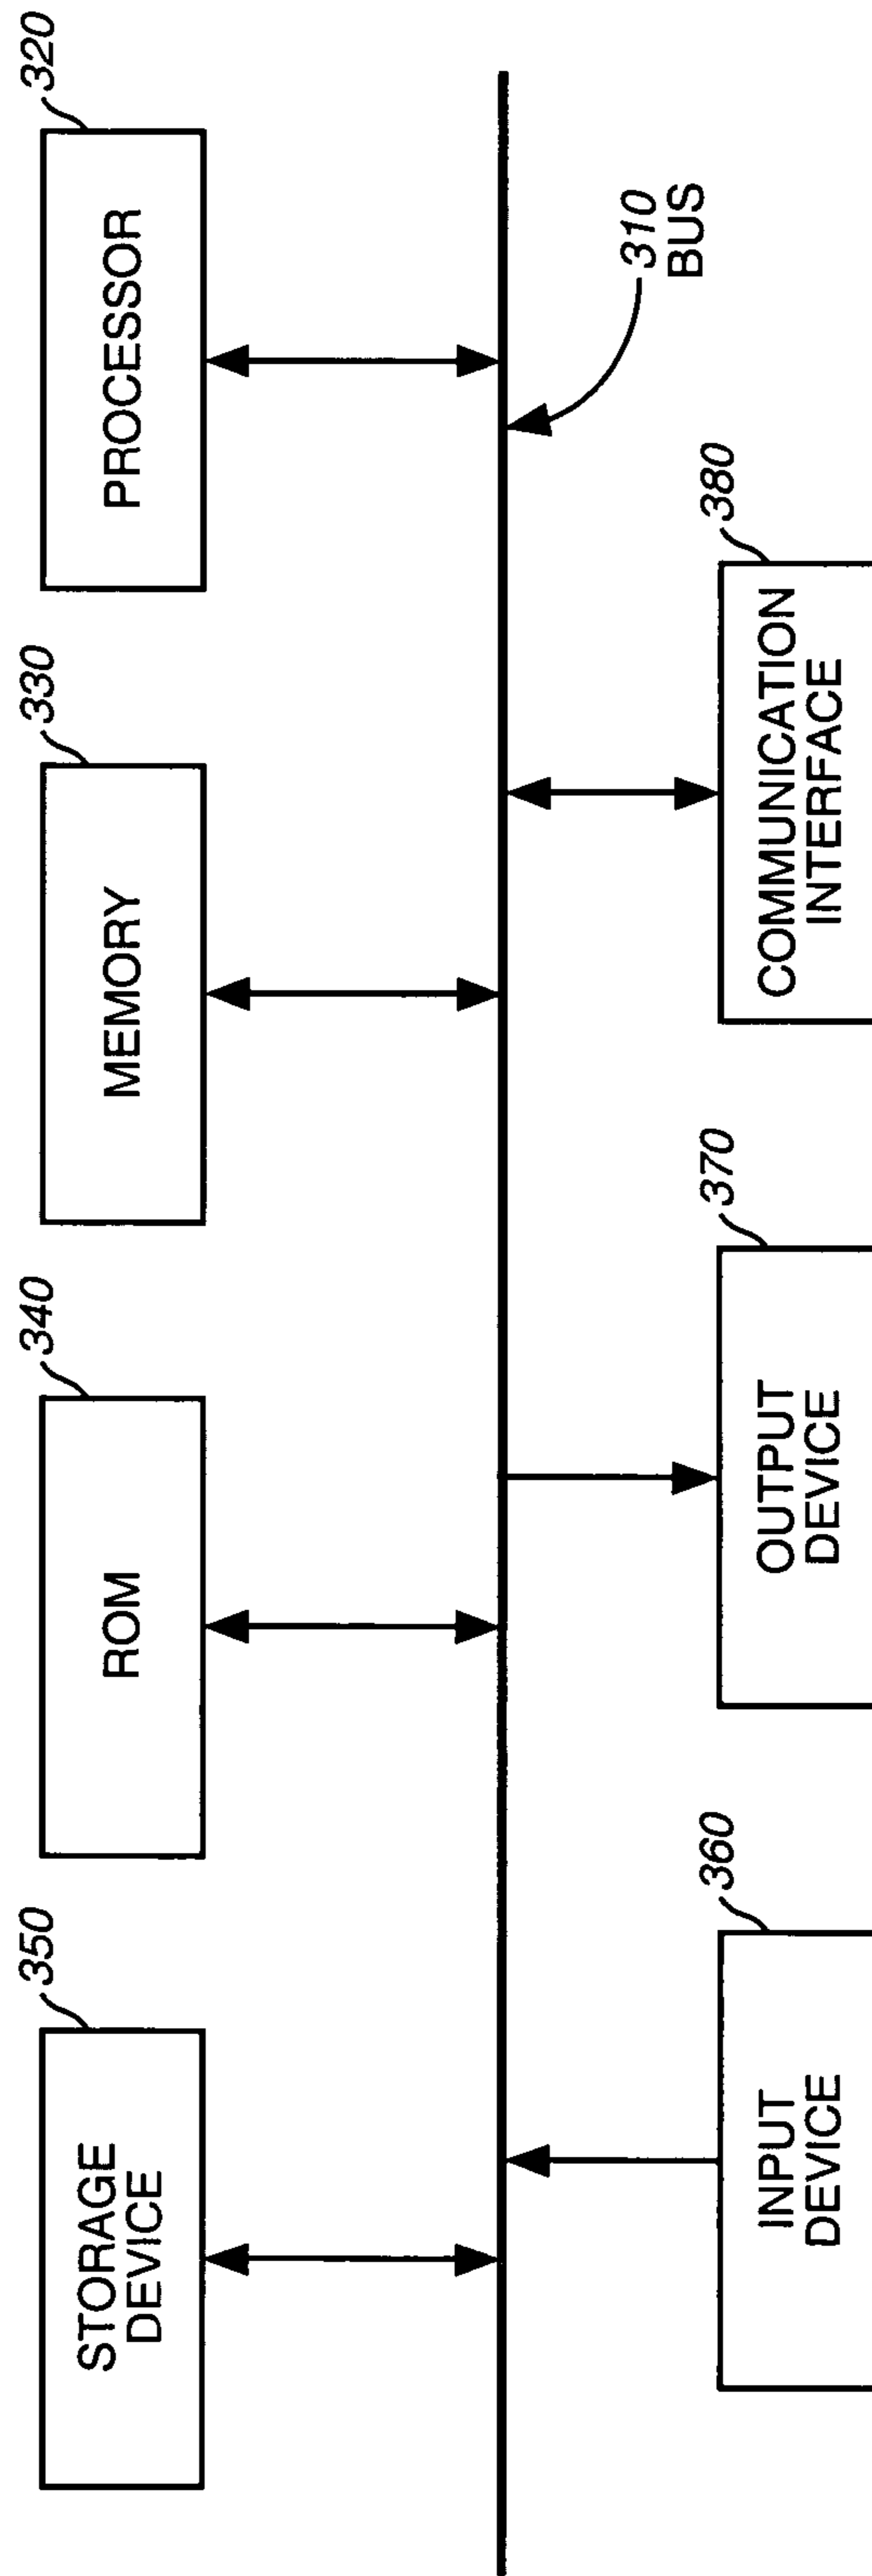 350
STORAGE
DEVICE
340
ROM
330
MEMORY
320
PROCESSOR
310
BUS
360
INPUT
DEVICE
370
OUTPUT
DEVICE
380
COMMUNICATION
INTERFACE